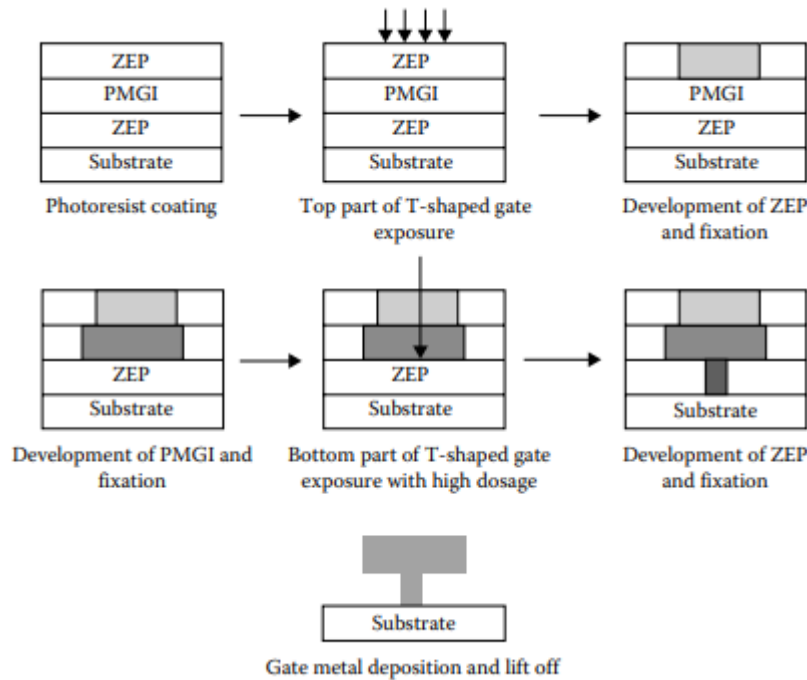 ZEP
PMGI
ZEP
Substrate
Photoresist coating
ZEP
PMGI
ZEP
Substrate
Top part of T-shaped gate
exposure
PMGI
ZEP
Substrate
Development of ZEP
and fixation
ZEP
Substrate
Development of PMGI and
fixation
ZEP
Substrate
Bottom part of T-shaped gate
exposure with high dosage
Substrate
Development of ZEP
and fixation
Substrate
Gate metal deposition and lift off